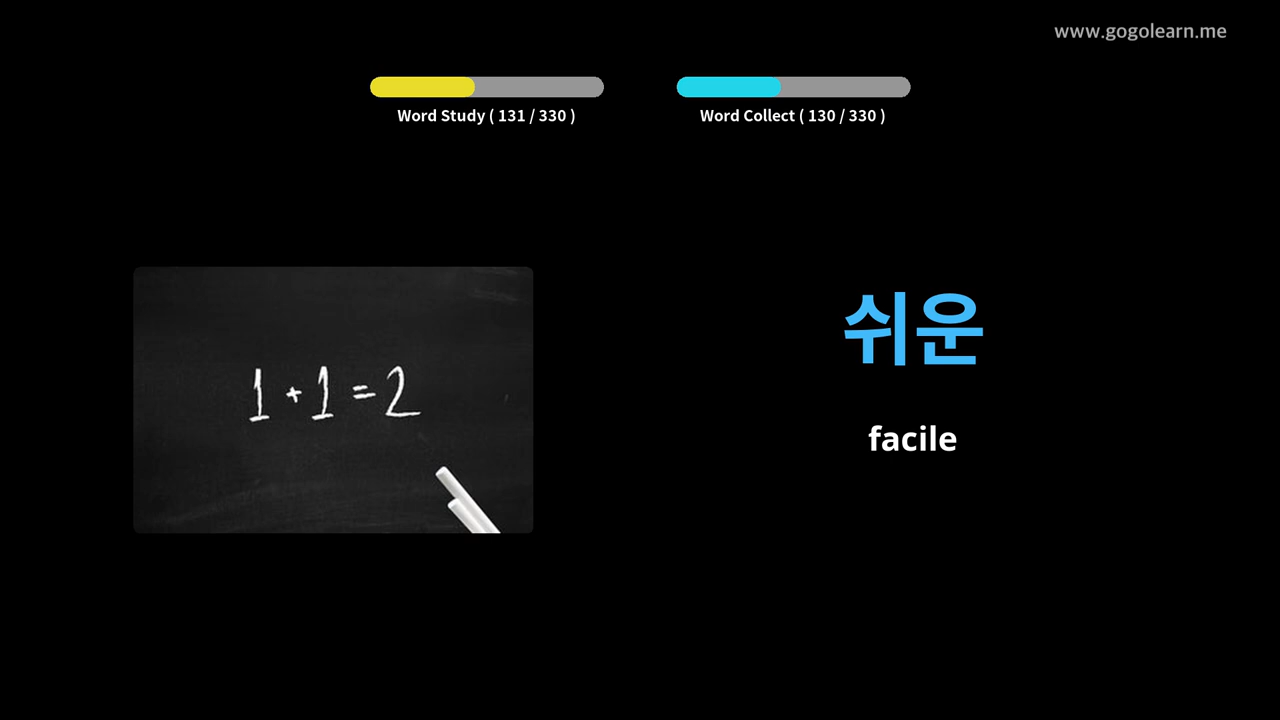 www.gogolearn.me
Word Study ( 131 / 330 )
Word Collect ( 130 / 330 )
1 + 1 = 2
쉬운
facile